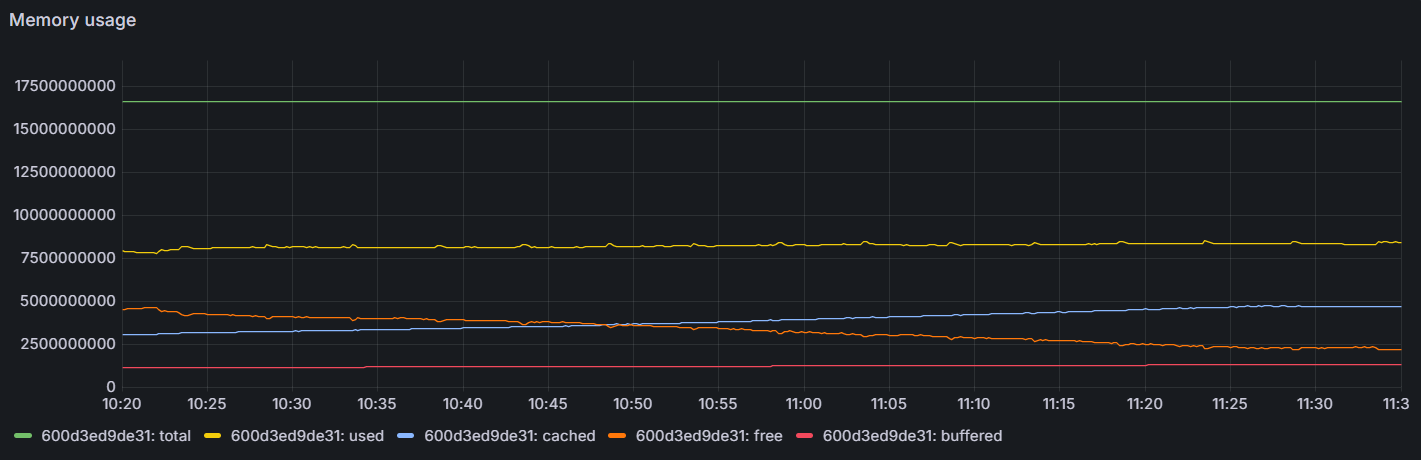 Memory usage
17500000000
15000000000
12500000000
10000000000
7500000000
5000000000
2500000000
0
10:20 10:25 10:30 10:35 10:40 10:45 10:50 10:55 11:00 11:05 11:10 11:15 11:20 11:25 11:30 11:3
600d3ed9de31: total 600d3ed9de31: used 600d3ed9de31: cached 600d3ed9de31: free 600d3ed9de31: buffered